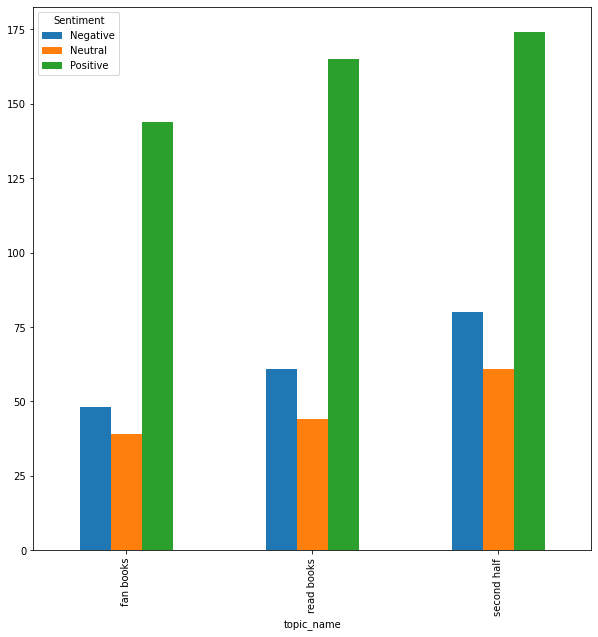 Sentiment
Negative
Neutral
Positive
175
150
125
100
75
50
25
0
fan books
read books
second half
topic_name